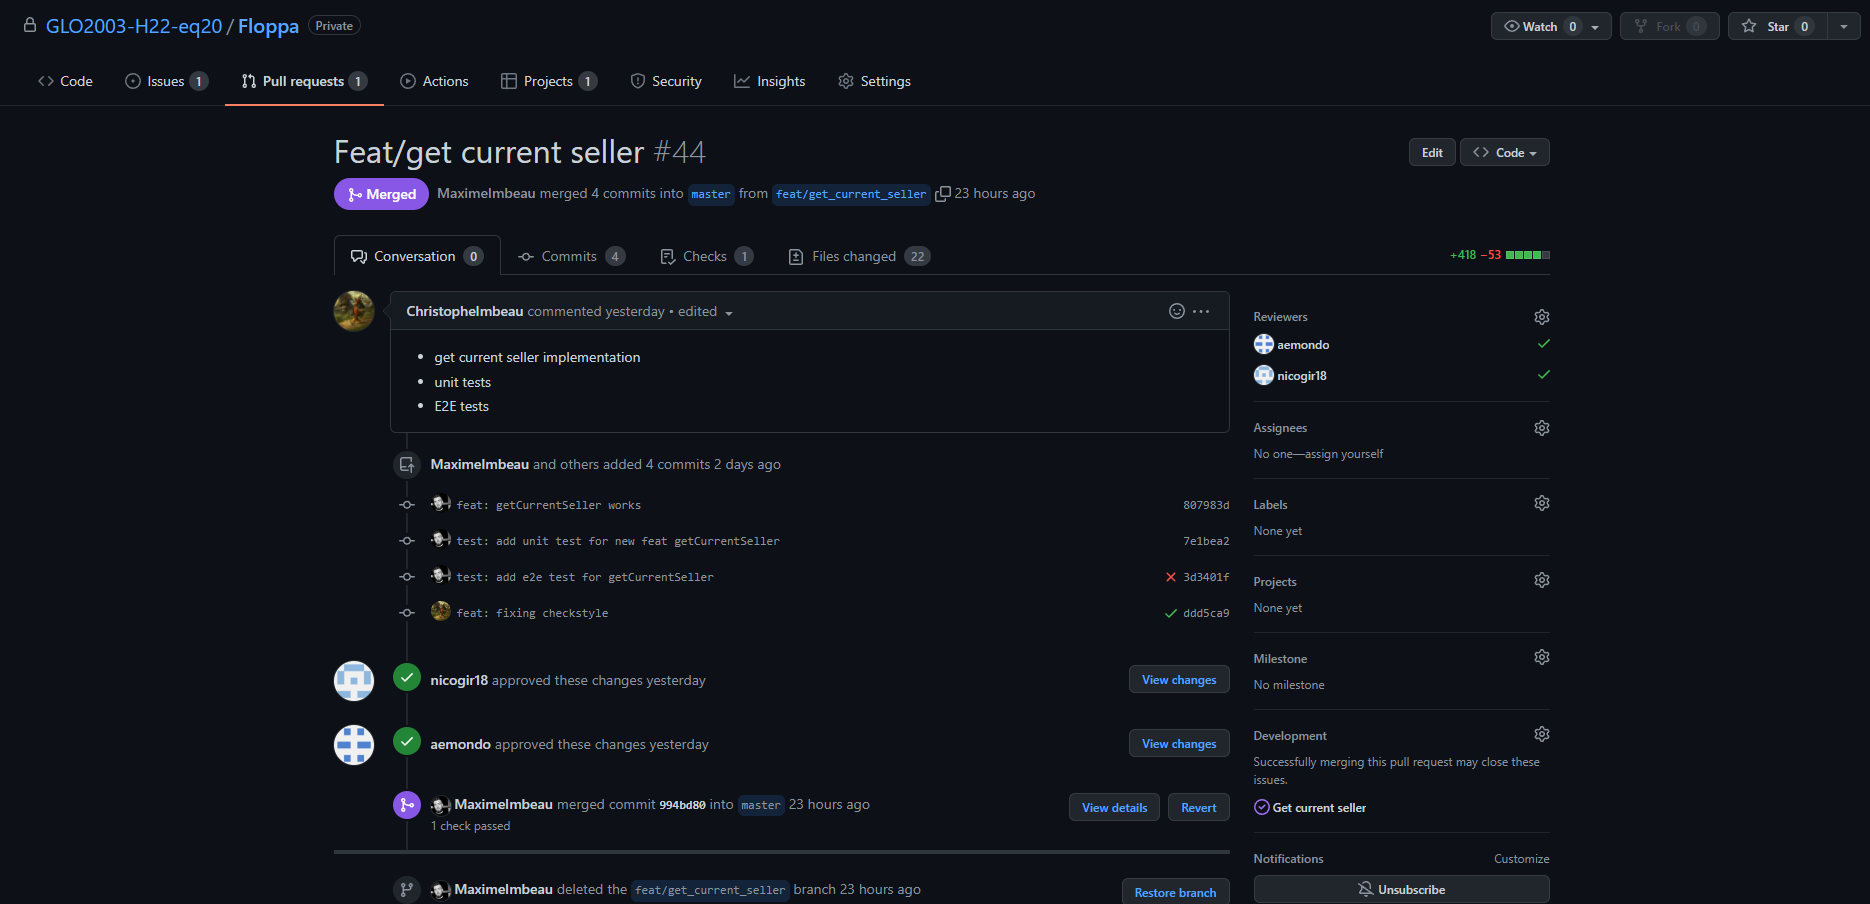 GLO2003-H22-eq20 / Floppa Private
Watch 0 Fork 0 Star 0
Code Issues 1 Pull requests 1 Actions Projects 1 Security Insights Settings
Feat/get current seller #44
Edit Code
Merged MaximeImbeau merged 4 commits into master from feat/get_current_seller 23 hours ago
Conversation 0 Commits 4 Checks 1 Files changed 22
+418 −53
ChristopheImbeau commented yesterday • edited
• get current seller implementation
• unit tests
• E2E tests
MaximeImbeau and others added 4 commits 2 days ago
feat: getCurrentSeller works 807983d
test: add unit test for new feat getCurrentSeller 7e1bea2
test: add e2e test for getCurrentSeller 3d3401f
feat: fixing checkstyle ddd5ca9
nicogir18 approved these changes yesterday View changes
aemondo approved these changes yesterday View changes
MaximeImbeau merged commit 994bd80 into master 23 hours ago View details Revert
1 check passed
MaximeImbeau deleted the feat/get_current_seller branch 23 hours ago Restore branch
Reviewers
aemondo
nicogir18
Assignees
No one—assign yourself
Labels
None yet
Projects
None yet
Milestone
No milestone
Development
Successfully merging this pull request may close these
issues.
Get current seller
Notifications Customize
Unsubscribe